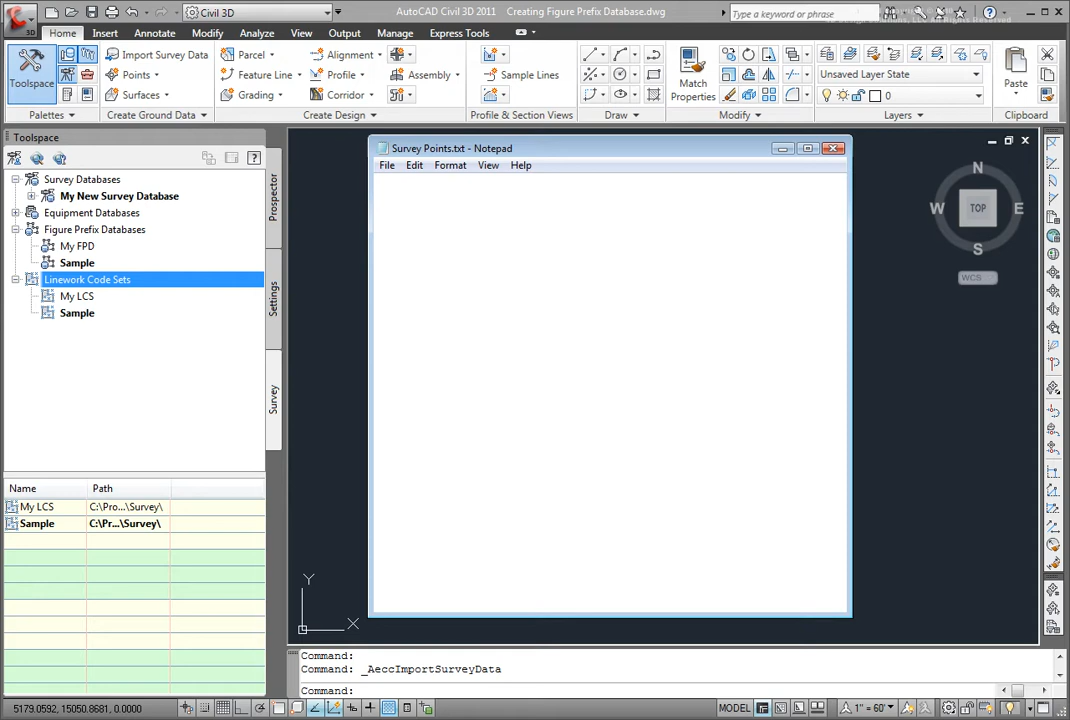 Civil 3D
AutoCAD Civil 3D 2011 Creating Figure Prefix Database.dwg
Type a keyword or phrase
3D
Home Insert Annotate Modify View Analyze Output Manage Express Tools
Toolspace
Import Survey Data
Points
Surfaces
Parcel
Feature Line
Grading
Alignment
Profile
Corridor
Assembly
Sample Lines
Match
Properties
Unsaved Layer State
0
Paste
Palettes Create Ground Data Create Design Profile & Section Views Draw Modify Layers Clipboard
Toolspace
Survey Databases
My New Survey Database
Equipment Databases
Figure Prefix Databases
My FPD
Sample
Linework Code Sets
My LCS
Sample
Prospector
Settings
Survey
Name Path
My LCS C:\Pro...\Survey\
Sample C:\Pr...\Survey\
Survey Points.txt - Notepad
File Edit Format View Help
N
W TOP E
S
WCS
Y
X
Command:
Command: _AeccImportSurveyData
Command:
5179.0592, 15050.8681, 0.0000
MODEL
1" = 60'